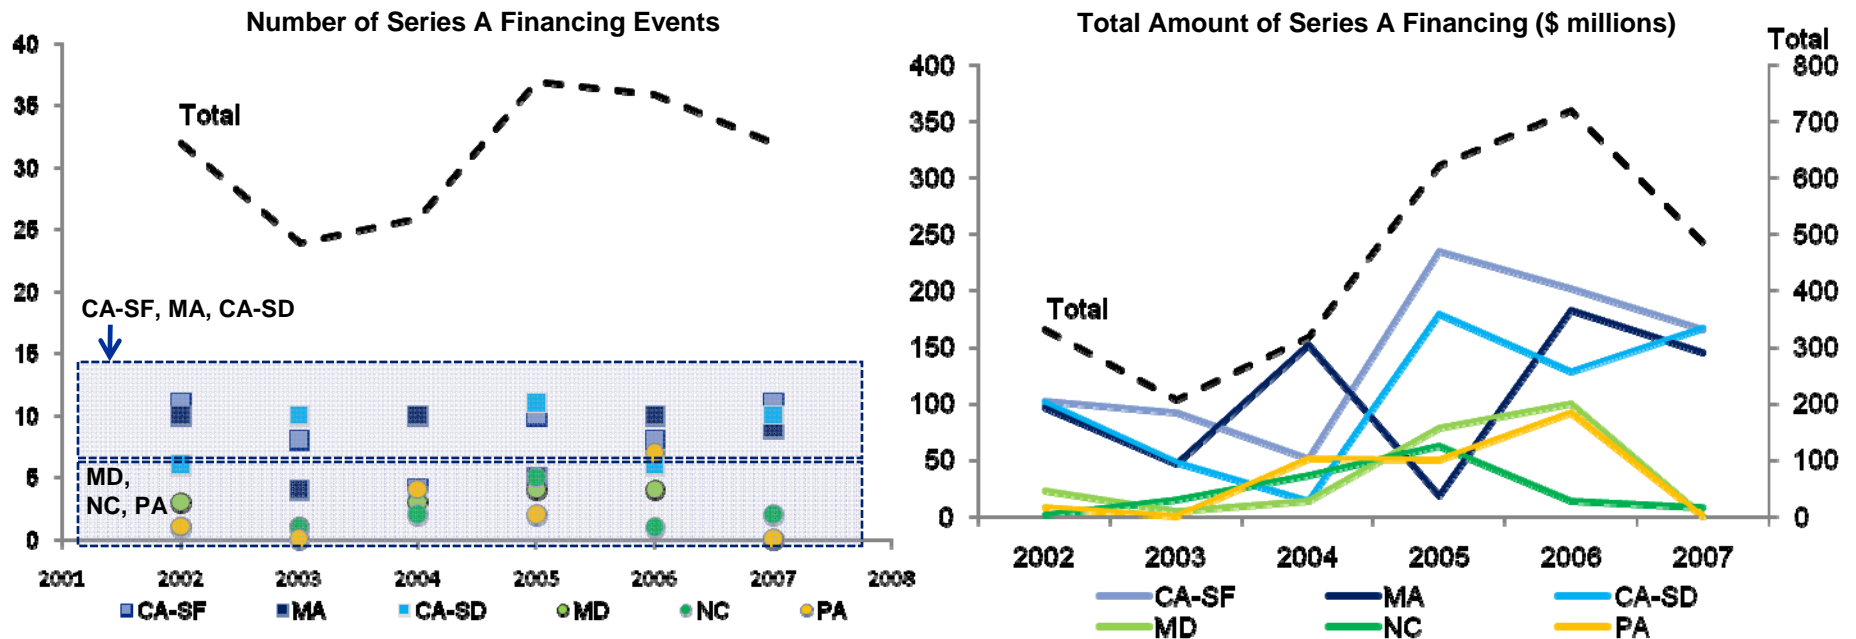 Number of Series A Financing Events
40
35
30
25
20
15
10
5
0
Total
CA-SF, MA, CA-SD
MD,
NC, PA
2001 2002 2003 2004 2005 2006 2007 2008
CA-SF MA CA-SD MD NC PA
Total Amount of Series A Financing ($ millions)
Total
400 800
350 700
300 600
250 500
200 400
150 300
100 200
50 100
0 0
Total
2002 2003 2004 2005 2006 2007
CA-SF MA CA-SD
MD NC PA